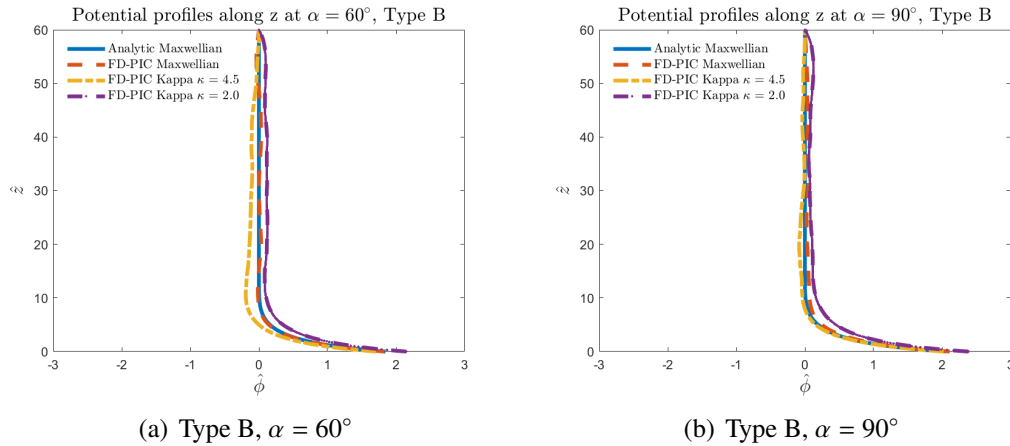 Potential profiles along z at α = 60°, Type B
60
50
40
30
20
10
0
ẑ
Analytic Maxwellian
FD-PIC Maxwellian
FD-PIC Kappa κ = 4.5
FD-PIC Kappa κ = 2.0
-3 -2 -1 0 1 2 3
ϕ̂
(a) Type B, α = 60°
Potential profiles along z at α = 90°, Type B
60
50
40
30
20
10
0
ẑ
Analytic Maxwellian
FD-PIC Maxwellian
FD-PIC Kappa κ = 4.5
FD-PIC Kappa κ = 2.0
-3 -2 -1 0 1 2 3
ϕ̂
(b) Type B, α = 90°